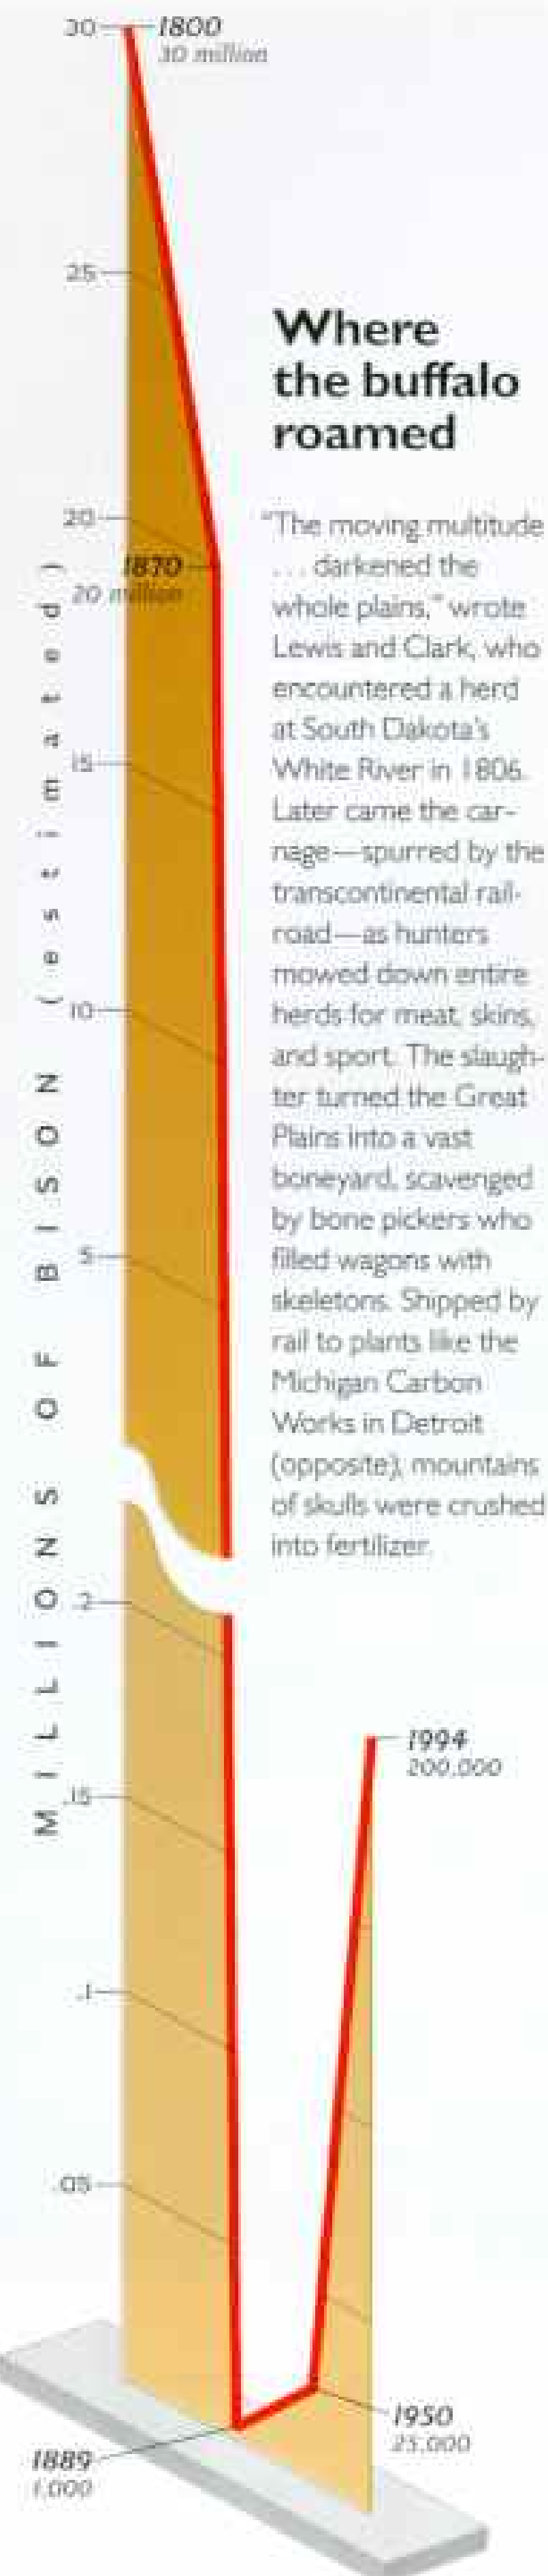 30
1800
30 million
25
Where
the buffalo
roamed
20
1870
20 million
"The moving multitude
... darkened the
whole plains," wrote
Lewis and Clark, who
encountered a herd
at South Dakota's
White River in 1806.
Later came the car-
nage—spurred by the
transcontinental rail-
road—as hunters
mowed down entire
herds for meat, skins,
and sport. The slaugh-
ter turned the Great
Plains into a vast
boneyard, scavenged
by bone pickers who
filled wagons with
skeletons. Shipped by
rail to plants like the
Michigan Carbon
Works in Detroit
(opposite), mountains
of skulls were crushed
into fertilizer.
15
10
5
MILLIONS OF BISON (estimated)
.2
1994
200,000
.15
.1
.05
1950
25,000
1889
1,000